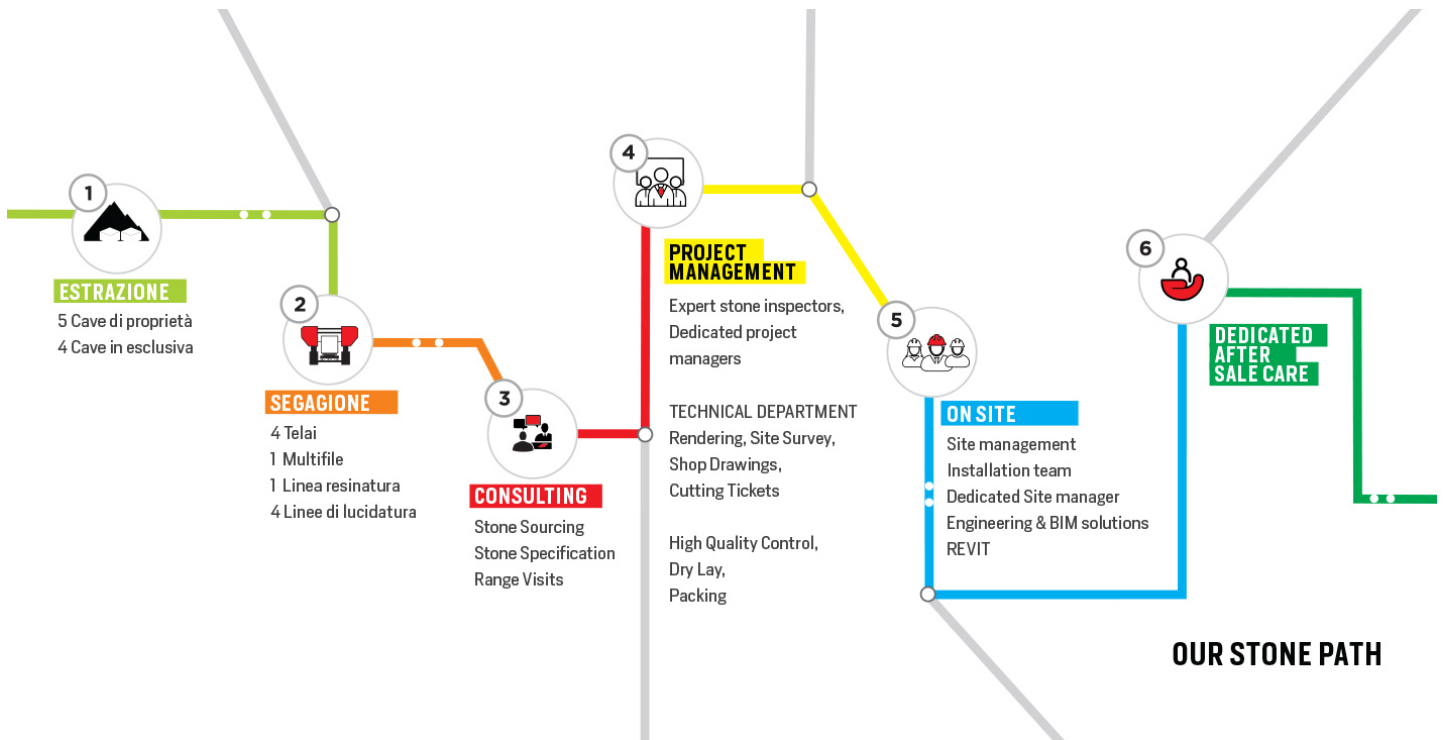 1
ESTRAZIONE
5 Cave di proprietà
4 Cave in esclusiva
2
SEGAGIONE
4 Telai
1 Multifile
1 Linea resinatura
4 Linee di lucidatura
3
CONSULTING
Stone Sourcing
Stone Specification
Range Visits
4
PROJECT
MANAGEMENT
Expert stone inspectors,
Dedicated project
managers
TECHNICAL DEPARTMENT
Rendering, Site Survey,
Shop Drawings,
Cutting Tickets
High Quality Control,
Dry Lay,
Packing
5
ON SITE
Site management
Installation team
Dedicated Site manager
Engineering & BIM solutions
REVIT
6
DEDICATED
AFTER
SALE CARE
OUR STONE PATH